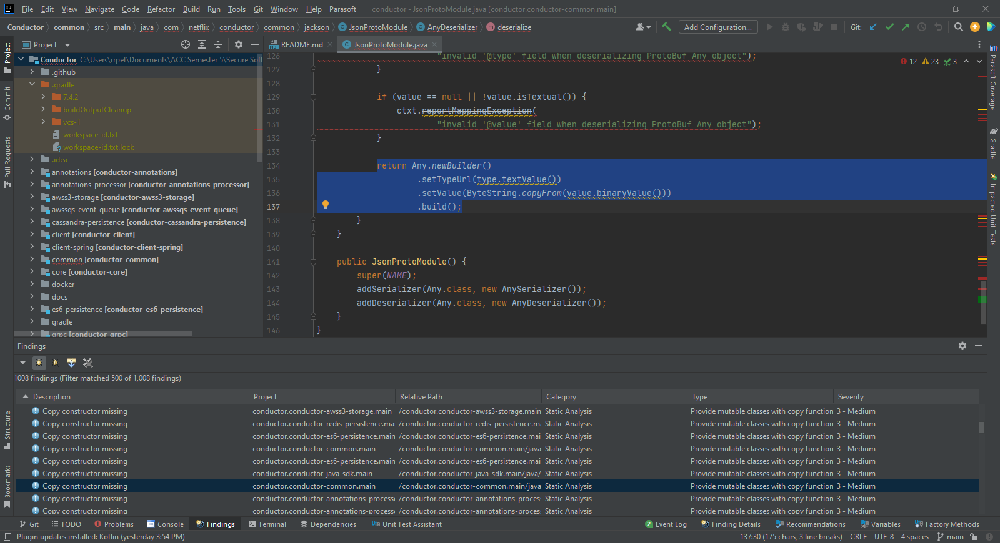 File Edit View Navigate Code Refactor Build Run Tools Git Window Help Parasoft conductor - JsonProtoModule.java [conductor.conductor-common.main]
Conductor common src main java com netflix conductor common jackson JsonProtoModule AnyDeserializer deserialize Add Configuration... Git:
Project README.md JsonProtoModule.java
Conductor C:\Users\rrpet\Documents\ACC Semester 5\Secure Soft
.github
.gradle
7.4.2
buildOutputCleanup
vcs-1
workspace-id.txt
workspace-id.txt.lock
.idea
annotations [conductor-annotations]
annotations-processor [conductor-annotations-processor]
awss3-storage [conductor-awss3-storage]
awssqs-event-queue [conductor-awssqs-event-queue]
cassandra-persistence [conductor-cassandra-persistence]
client [conductor-client]
client-spring [conductor-client-spring]
common [conductor-common]
core [conductor-core]
docker
docs
es6-persistence [conductor-es6-persistence]
gradle
grpc [conductor-grpc]
Project
Commit
Pull Requests
Structure
Bookmarks
12 23 3
126 "invalid '@type' field when deserializing ProtoBuf Any object");
127 }
128
129 if (value == null || !value.isTextual()) {
130 ctxt.reportMappingException(
131 "invalid '@value' field when deserializing ProtoBuf Any object");
132 }
133
134 return Any.newBuilder()
135 .setTypeUrl(type.textValue())
136 .setValue(ByteString.copyFrom(value.binaryValue()))
137 .build();
138 }
139 }
140
141 public JsonProtoModule() {
142 super(NAME);
143 addSerializer(Any.class, new AnySerializer());
144 addDeserializer(Any.class, new AnyDeserializer());
145 }
146 }
Parasoft Coverage
Gradle
Impacted Unit Tests
Findings
1008 findings (Filter matched 500 of 1,008 findings)
Description Project Relative Path Category Type Severity
Copy constructor missing conductor.conductor-awss3-storage.main /conductor.conductor-awss3-storage.main Static Analysis Provide mutable classes with copy function 3 - Medium
Copy constructor missing conductor.conductor-redis-persistence.ma /conductor.conductor-redis-persistence.ma Static Analysis Provide mutable classes with copy function 3 - Medium
Copy constructor missing conductor.conductor-es6-persistence.main /conductor.conductor-es6-persistence.mai Static Analysis Provide mutable classes with copy function 3 - Medium
Copy constructor missing conductor.conductor-common.main /conductor.conductor-common.main/java Static Analysis Provide mutable classes with copy function 3 - Medium
Copy constructor missing conductor.conductor-es6-persistence.main /conductor.conductor-es6-persistence.mai Static Analysis Provide mutable classes with copy function 3 - Medium
Copy constructor missing conductor.conductor-java-sdk.main /conductor.conductor-java-sdk.main/java/ Static Analysis Provide mutable classes with copy function 3 - Medium
Copy constructor missing conductor.conductor-common.main /conductor.conductor-common.main/java Static Analysis Provide mutable classes with copy function 3 - Medium
Copy constructor missing conductor.conductor-annotations-processo /conductor.conductor-annotations-proces Static Analysis Provide mutable classes with copy function 3 - Medium
Copy constructor missing conductor.conductor-annotations-processo /conductor.conductor-annotations-proces Static Analysis Provide mutable classes with copy function 3 - Medium
Git TODO Problems Console Findings Terminal Dependencies Unit Test Assistant 2 Event Log Finding Details Recommendations Variables Factory Methods
Plugin updates installed: Kotlin (yesterday 3:54 PM) 137:30 (175 chars, 3 line breaks) CRLF UTF-8 4 spaces main